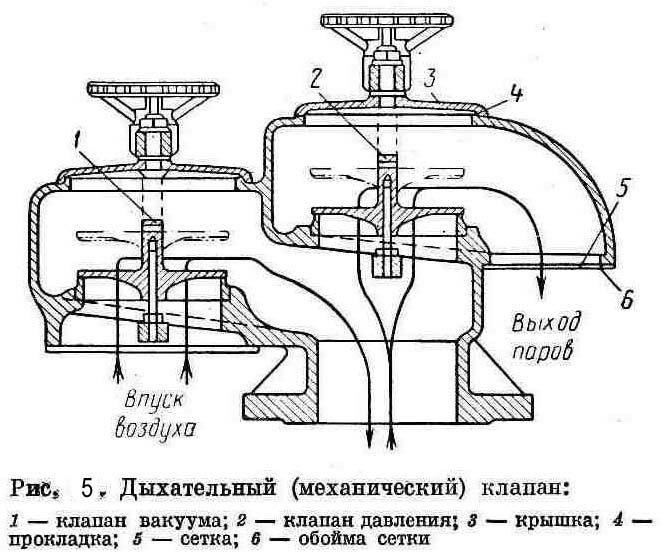 1
2
3
4
5
6
Впуск
воздуха
Выход
паров
Рис. 5. Дыхательный (механический) клапан:
1 — клапан вакуума; 2 — клапан давления; 3 — крышка; 4 —
прокладка; 5 — сетка; 6 — обойма сетки